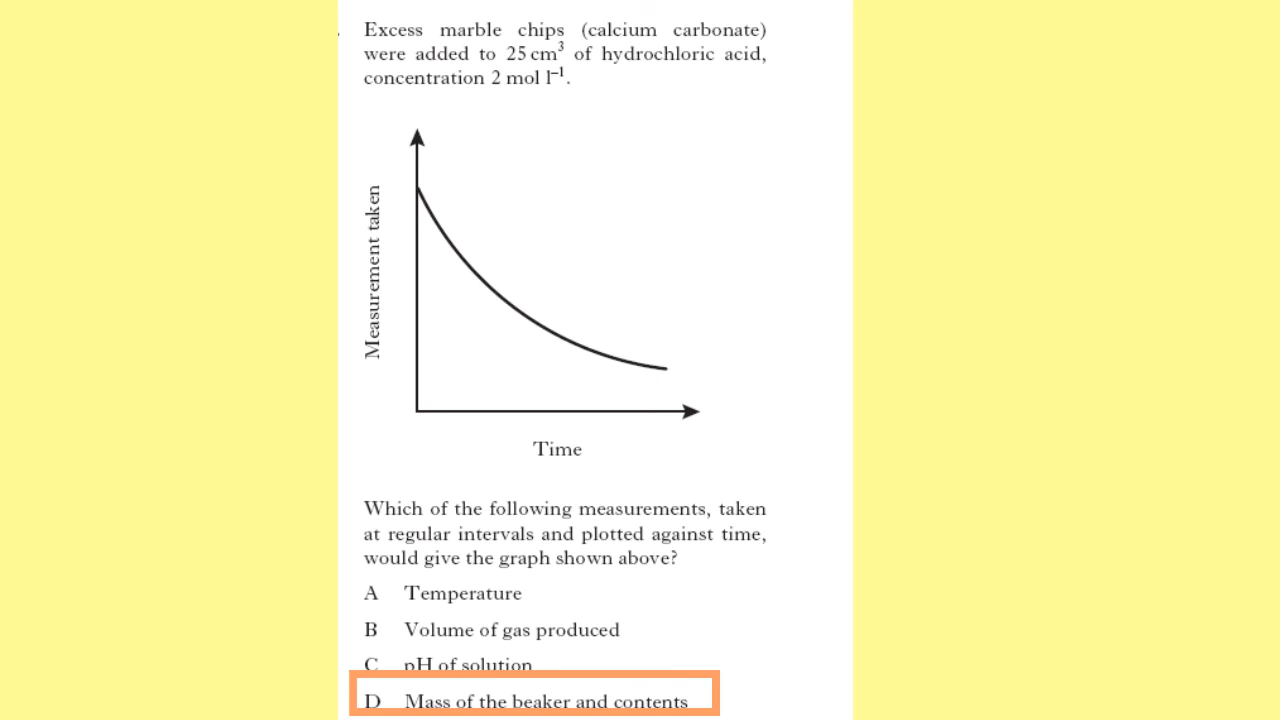 Excess marble chips (calcium carbonate)
were added to 25 cm³ of hydrochloric acid,
concentration 2 mol l⁻¹.
Measurement taken
Time
Which of the following measurements, taken
at regular intervals and plotted against time,
would give the graph shown above?
A Temperature
B Volume of gas produced
C pH of solution
D Mass of the beaker and contents